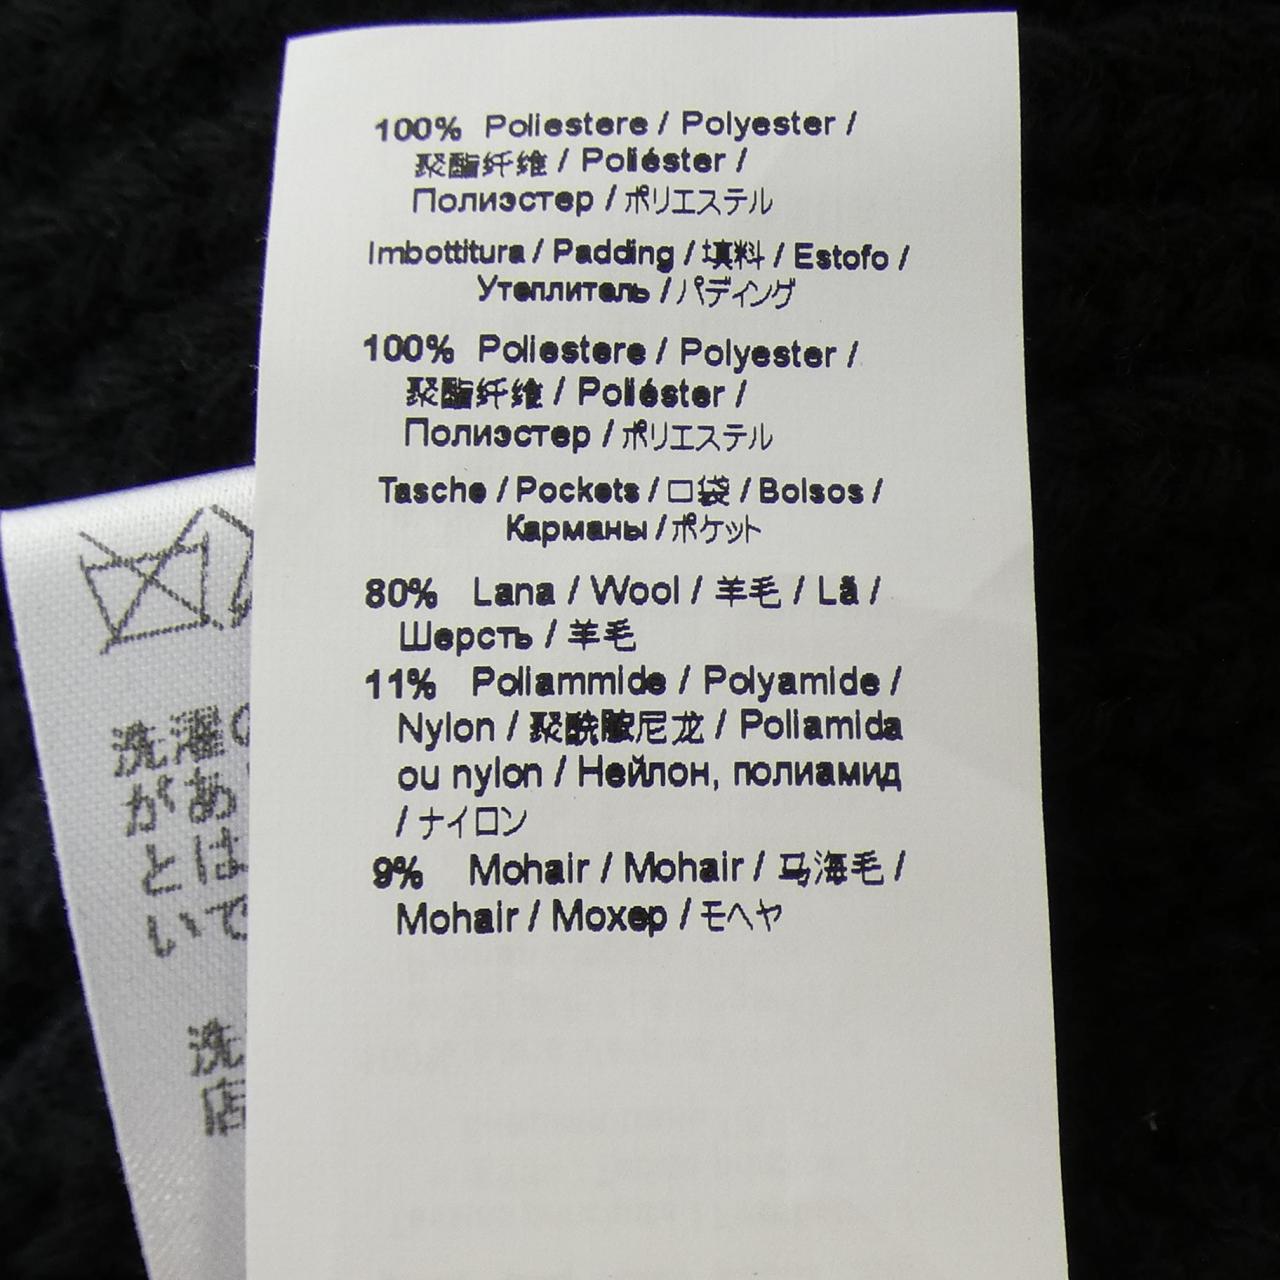 100% Poliestere / Polyester /
聚酯纤维 / Poliéster /
Полиэстер / ポリエステル
Imbottitura / Padding / 填料 / Estofo /
Утеплитель / パディング
100% Poliestere / Polyester /
聚酯纤维 / Poliéster /
Полиэстер / ポリエステル
Tasche / Pockets / 口袋 / Bolsos /
Карманы / ポケット
80% Lana / Wool / 羊毛 / Lã /
Шерсть / 羊毛
11% Poliammide / Polyamide /
Nylon / 聚酰胺尼龙 / Poliamida
ou nylon / Нейлон, полиамид
/ ナイロン
9% Mohair / Mohair / 马海毛 /
Mohair / Мохер / モヘヤ
洗濯の
があ
とは
いで
洗
店